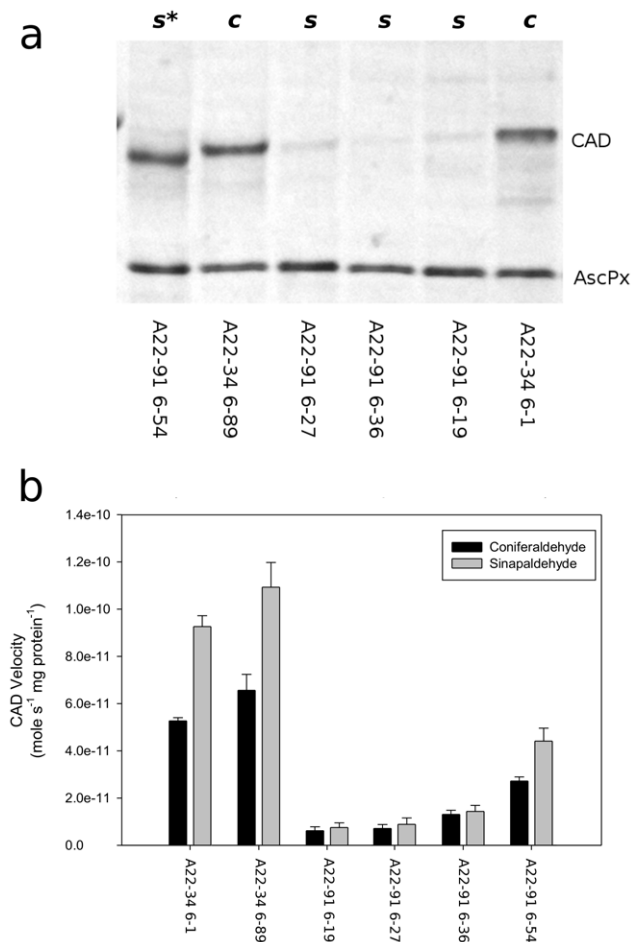 a
s* c s s s c
CAD
AscPx
A22-91 6-54
A22-34 6-89
A22-91 6-27
A22-91 6-36
A22-91 6-19
A22-34 6-1
b
CAD Velocity
(mole s⁻¹ mg protein⁻¹)
1.4e-10
1.2e-10
1.0e-10
8.0e-11
6.0e-11
4.0e-11
2.0e-11
0.0
Coniferaldehyde
Sinapaldehyde
A22-34 6-1
A22-34 6-89
A22-91 6-19
A22-91 6-27
A22-91 6-36
A22-91 6-54